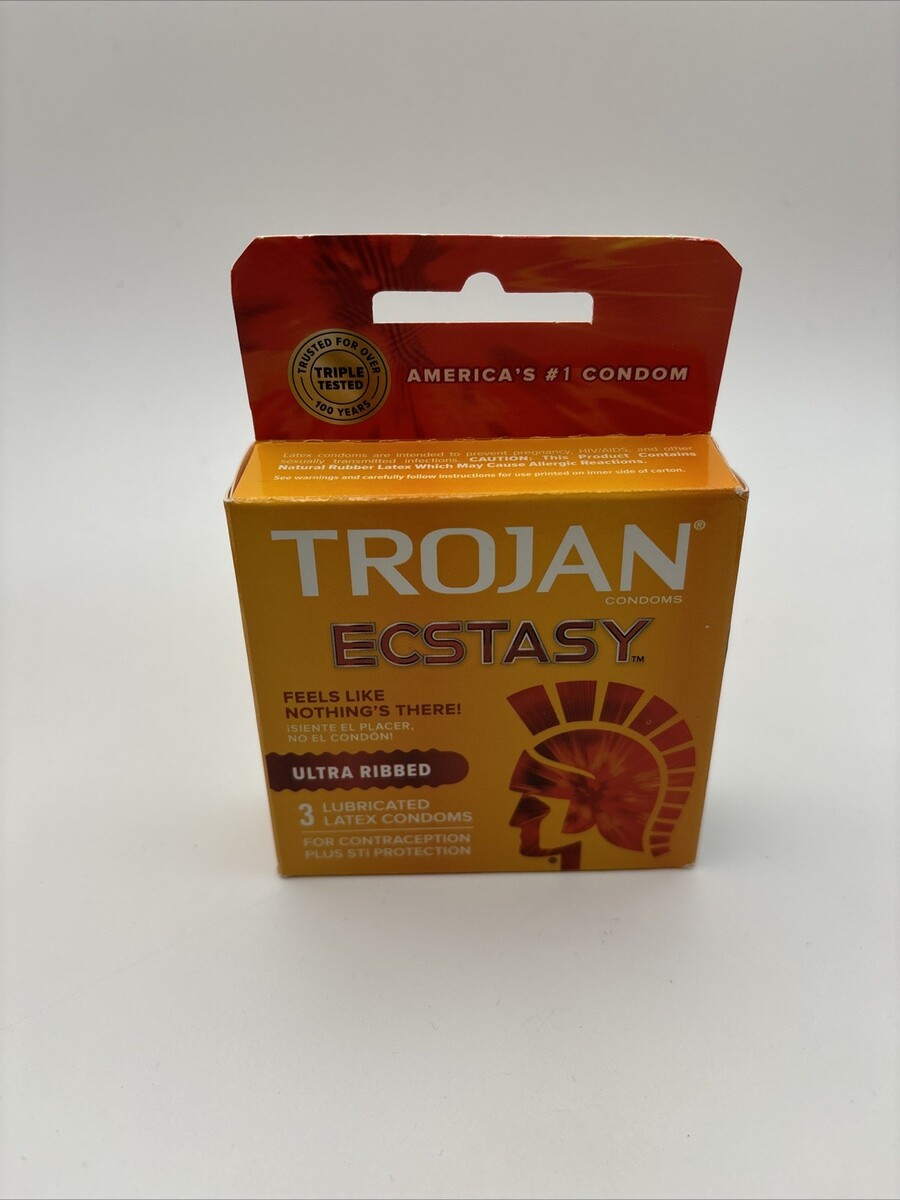 TRUSTED FOR OVER
TRIPLE
TESTED
100 YEARS
AMERICA'S #1 CONDOM
Latex condoms are intended to prevent pregnancy, HIV/AIDS, and other
sexually transmitted infections. CAUTION: This Product Contains
Natural Rubber Latex Which May Cause Allergic Reactions.
See warnings and carefully follow instructions for use printed on inner side of carton.
TROJAN®
CONDOMS
ECSTASY™
FEELS LIKE
NOTHING'S THERE!
¡SIENTE EL PLACER,
NO EL CONDÓN!
ULTRA RIBBED
3 LUBRICATED
LATEX CONDOMS
FOR CONTRACEPTION
PLUS STI PROTECTION